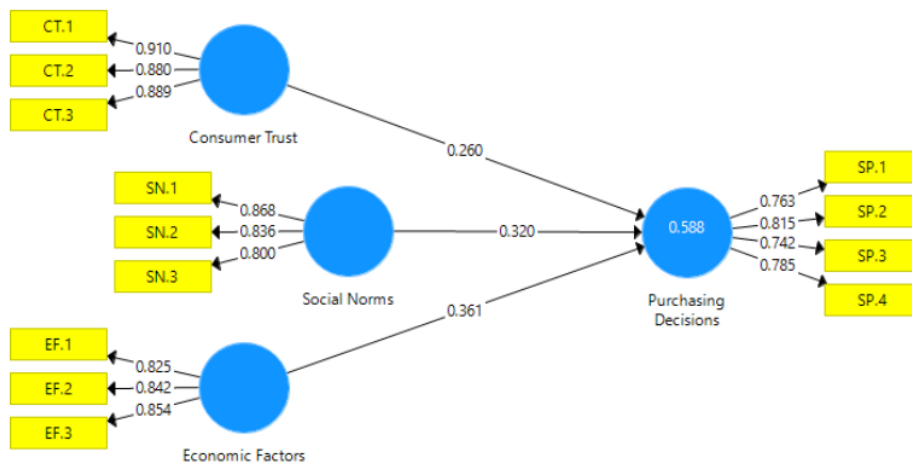 CT.1
0.910
CT.2
0.880
CT.3
0.889
Consumer Trust
0.260
SN.1
0.868
SN.2
0.836
SN.3
0.800
Social Norms
0.320
EF.1
0.825
EF.2
0.842
EF.3
0.854
Economic Factors
0.361
0.588
Purchasing
Decisions
0.763
SP.1
0.815
SP.2
0.742
SP.3
0.785
SP.4